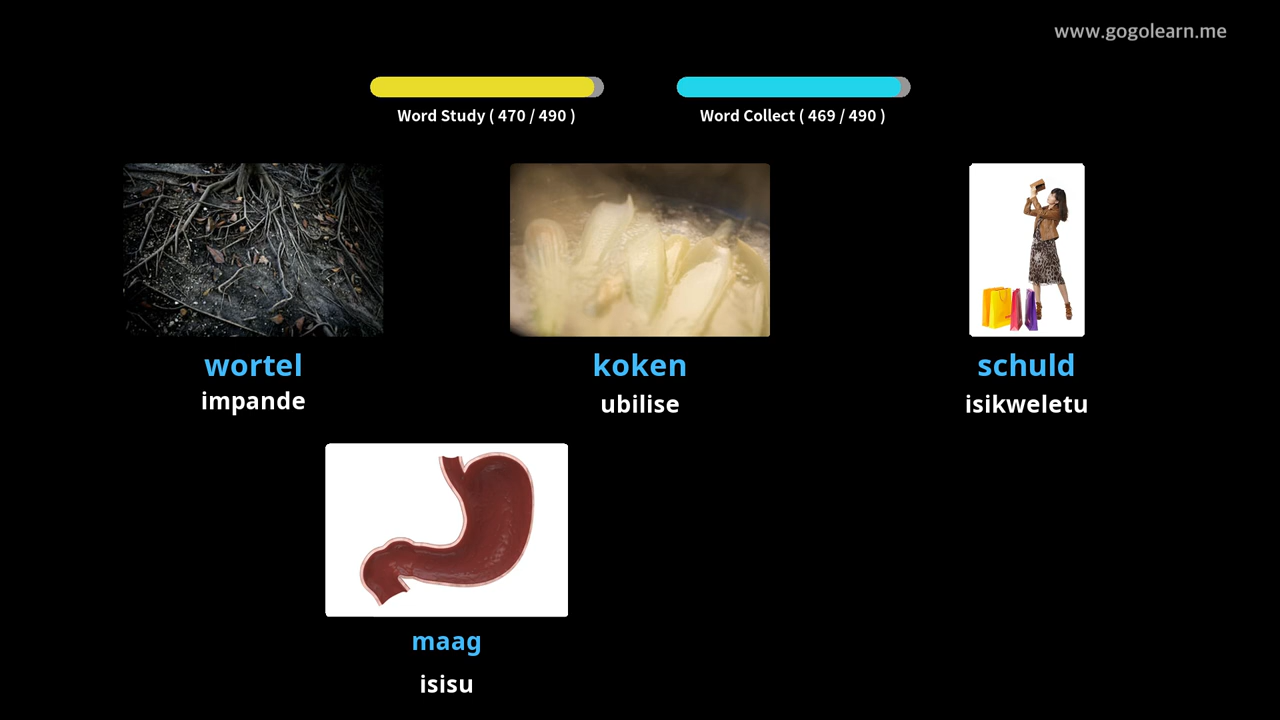 www.gogolearn.me
Word Study ( 470 / 490 )
Word Collect ( 469 / 490 )
wortel
impande
koken
ubilise
schuld
isikweletu
maag
isisu